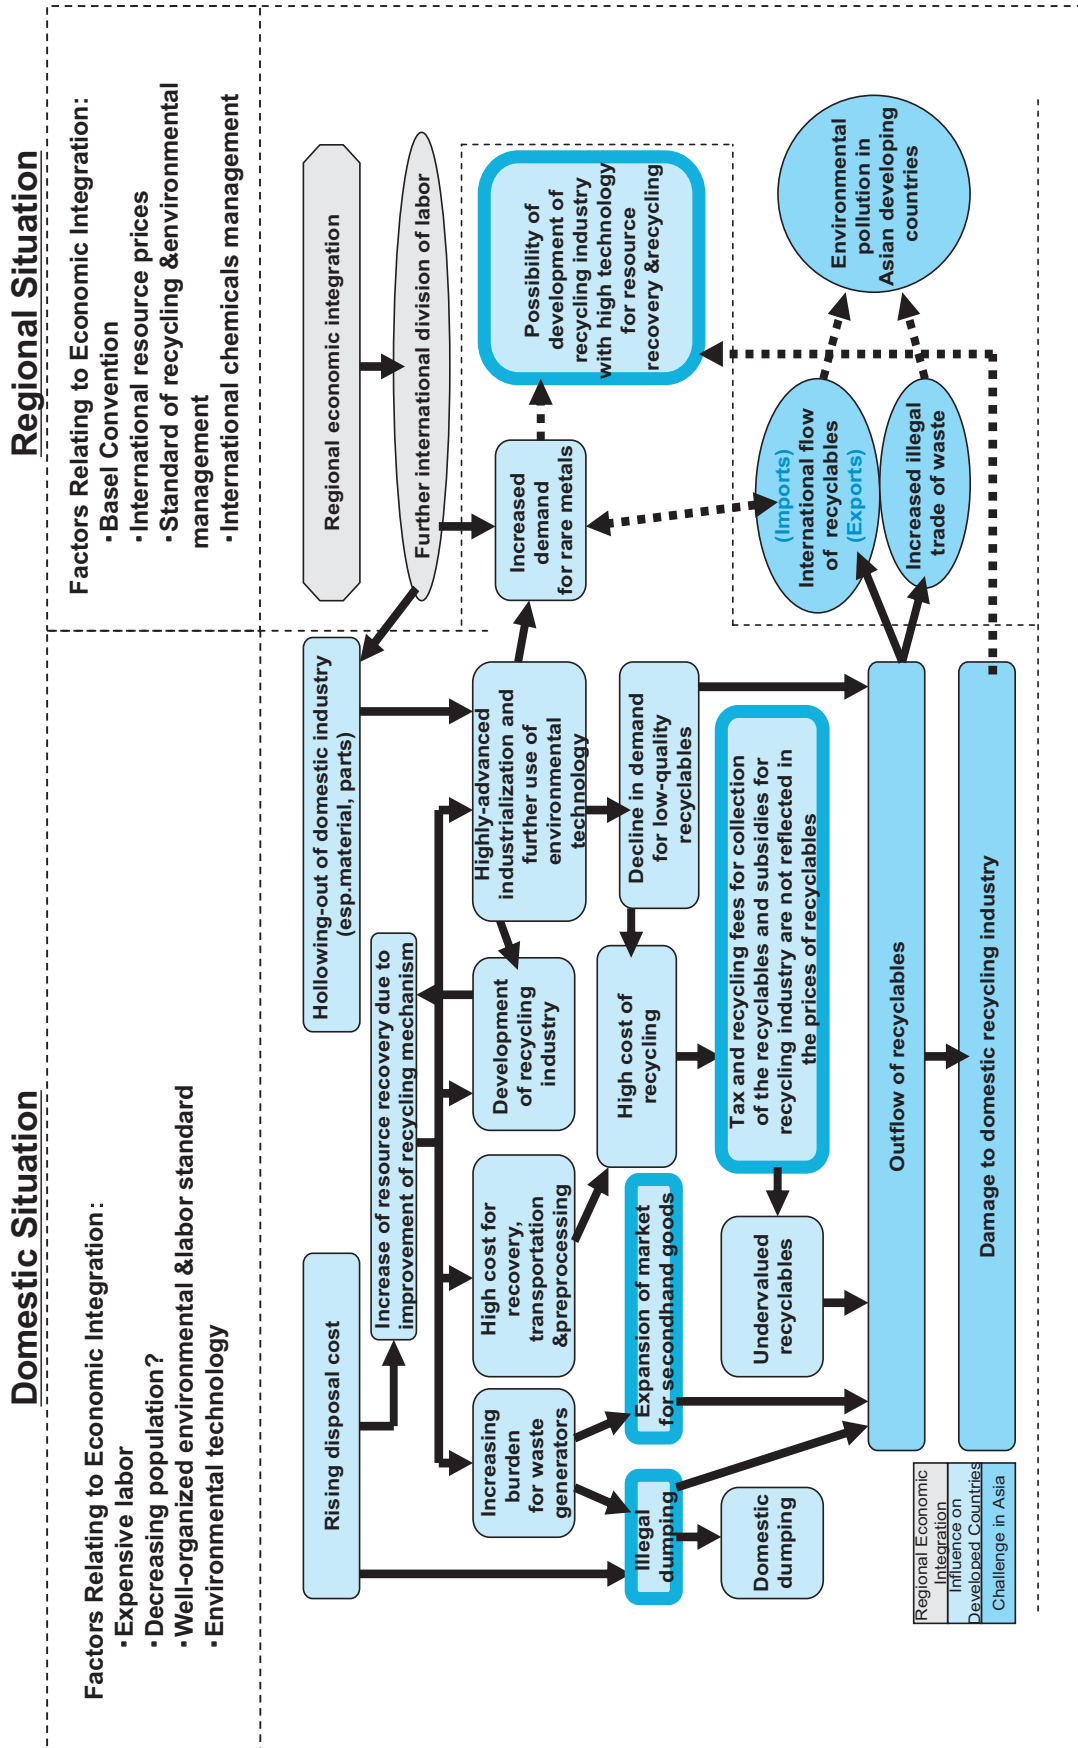 Domestic Situation
Regional Situation
Factors Relating to Economic Integration:
・Expensive labor
・Decreasing population?
・Well-organized environmental &labor standard
・Environmental technology
Factors Relating to Economic Integration:
・Basel Convention
・International resource prices
・Standard of recycling &environmental
management
・International chemicals management
Rising disposal cost
Hollowing-out of domestic industry
(esp.material, parts)
Regional economic integration
Increase of resource recovery due to
improvement of recycling mechanism
Further international division of labor
Increasing
burden
for waste
generators
High cost for
recovery,
transportation
&preprocessing
Development
of recycling
industry
Highly-advanced
industrialization and
further use of
environmental
technology
Increased
demand
for rare metals
Possibility of
development of
recycling industry
with high technology
for resource
recovery &recycling
Illegal
dumping
Expansion of market
for secondhand goods
High cost of
recycling
Decline in demand
for low-quality
recyclables
Domestic
dumping
Undervalued
recyclables
Tax and recycling fees for collection
of the recyclables and subsidies for
recycling industry are not reflected in
the prices of recyclables
(Imports)
International flow
of recyclables
(Exports)
Increased illegal
trade of waste
Environmental
pollution in
Asian developing
countries
Outflow of recyclables
Damage to domestic recycling industry
Regional Economic
Integration
Influence on
Developed Countries
Challenge in Asia